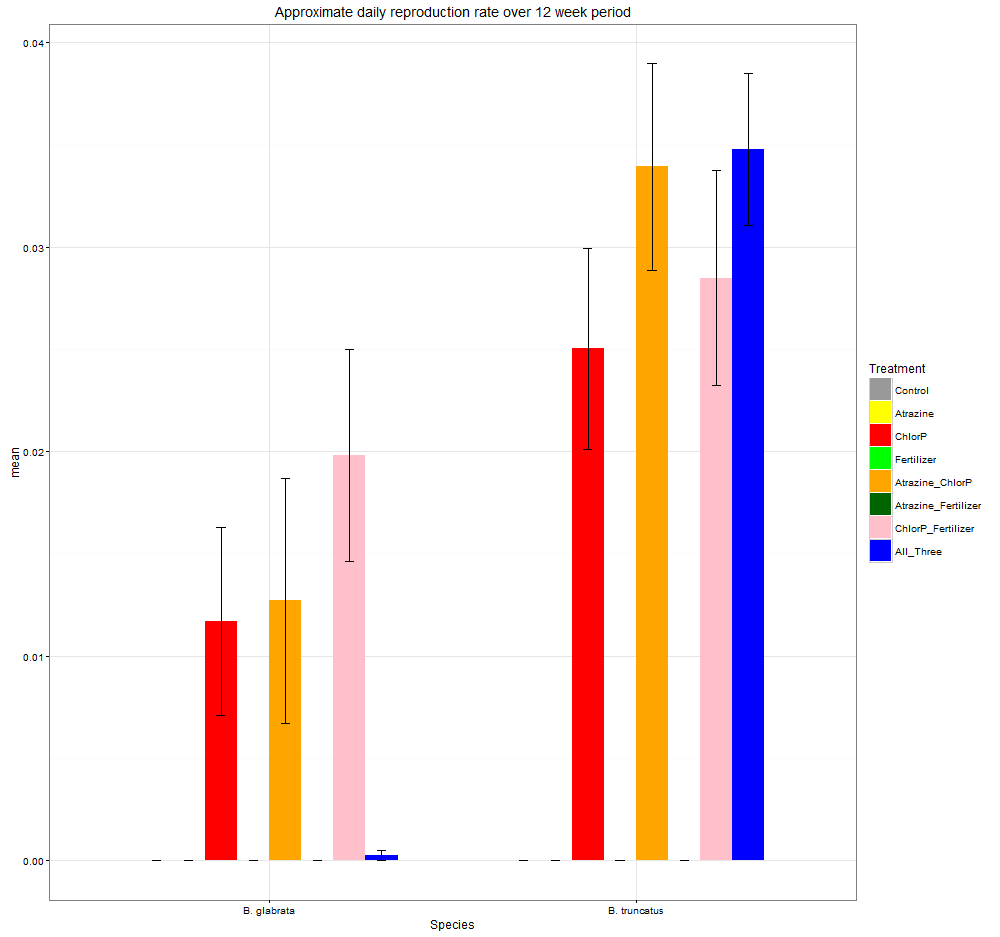 Approximate daily reproduction rate over 12 week period
0.04
0.03
0.02
0.01
0.00
mean
B. glabrata
B. truncatus
Species
Treatment
Control
Atrazine
ChlorP
Fertilizer
Atrazine_ChlorP
Atrazine_Fertilizer
ChlorP_Fertilizer
All_Three